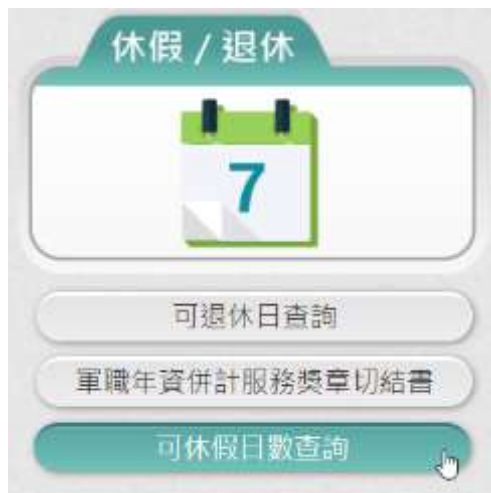 休假 / 退休
7
可退休日查詢
軍職年資併計服務獎章切結書
可休假日數查詢